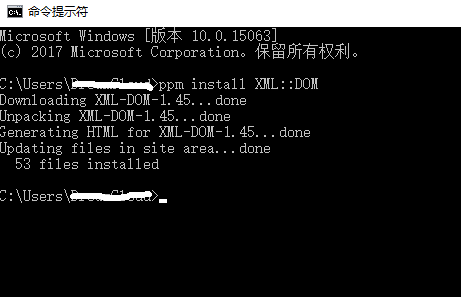 命令提示符
Microsoft Windows [版本 10.0.15063]
(c) 2017 Microsoft Corporation。保留所有权利。
C:\Users\>ppm install XML::DOM
Downloading XML-DOM-1.45...done
Unpacking XML-DOM-1.45...done
Generating HTML for XML-DOM-1.45...done
Updating files in site area...done
53 files installed
C:\Users\>